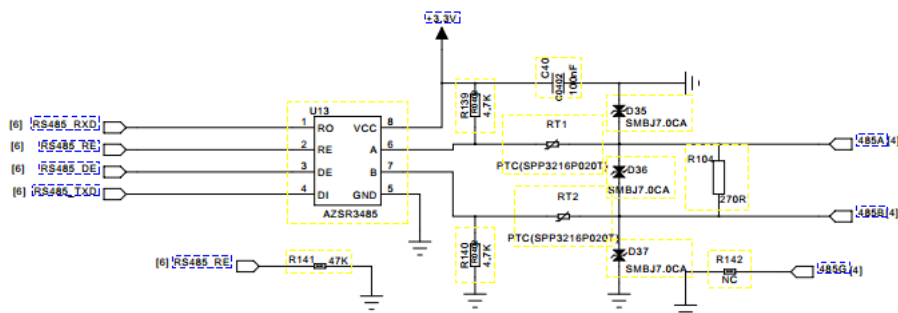 +3.3V
C40
C0402
100nF
R139
R0402
4.7K
D35
SMBJ7.0CA
U13
[6] RS485_RXD 1 RO VCC 8
RT1
[6] RS485_RE 2 RE A 6
485A [4]
PTC(SPP3216P020T)
D36
SMBJ7.0CA
R104
270R
[6] RS485_DE 3 DE B 7
RT2
[6] RS485_TXD 4 DI GND 5
485B [4]
AZSR3485
PTC(SPP3216P020T)
R140
R0402
4.7K
D37
SMBJ7.0CA
[6] RS485_RE R141 47K
R142
NC
485G [4]